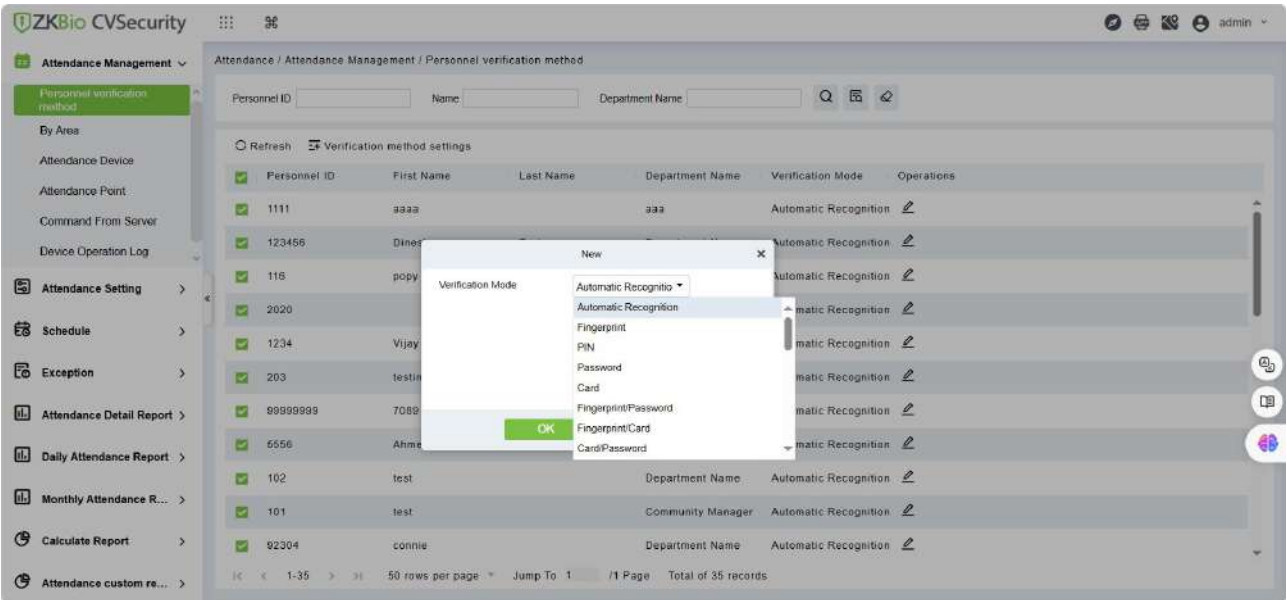 ZKBio CVSecurity
admin
Attendance Management
Attendance / Attendance Management / Personnel verification method
Personnel verification method
Personnel ID Name Department Name
By Area
Attendance Device
Attendance Point
Command From Server
Device Operation Log
Attendance Setting
Schedule
Exception
Attendance Detail Report
Daily Attendance Report
Monthly Attendance R...
Calculate Report
Attendance custom re...
Refresh Verification method settings
Personnel ID First Name Last Name Department Name Verification Mode Operations
1111 aaaa aaa Automatic Recognition
123456 Dines Automatic Recognition
116 popy Automatic Recognition
2020 matic Recognition
1234 Vijay matic Recognition
203 testin matic Recognition
99999999 7089 matic Recognition
6556 Ahme matic Recognition
102 test Department Name Automatic Recognition
101 test Community Manager Automatic Recognition
92304 connie Department Name Automatic Recognition
New
Verification Mode Automatic Recognitio
Automatic Recognition
Fingerprint
PIN
Password
Card
Fingerprint/Password
Fingerprint/Card
Card/Password
OK
1-35 50 rows per page Jump To 1 /1 Page Total of 35 records